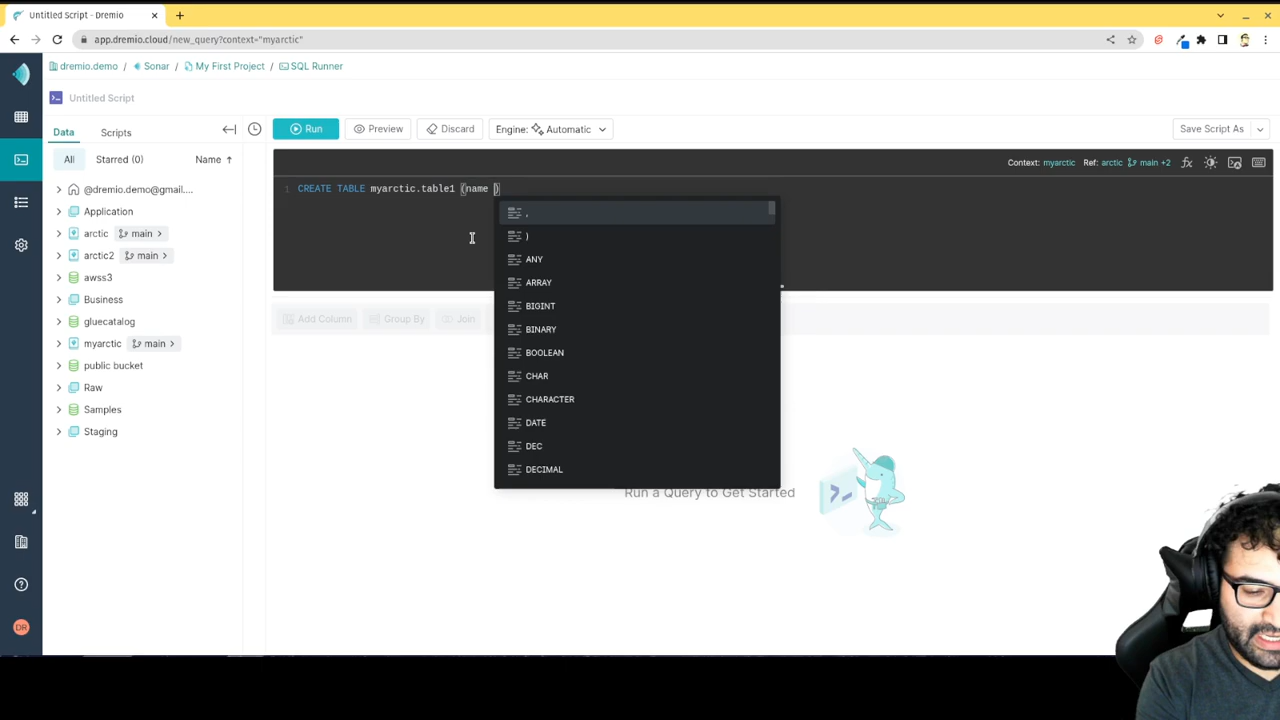 Untitled Script - Dremio
app.dremio.cloud/new_query?context="myarctic"
dremio.demo / Sonar / My First Project / SQL Runner
Untitled Script
Data Scripts
Run Preview Discard Engine: Automatic Save Script As
All Starred (0) Name
Context: myarctic Ref: arctic main +2 fx
1 CREATE TABLE myarctic.table1 (name )
@dremio.demo@gmail....
Application
arctic main >
arctic2 main >
awss3
Business
gluecatalog
myarctic main >
public bucket
Raw
Samples
Staging
,
)
ANY
ARRAY
BIGINT
BINARY
BOOLEAN
CHAR
CHARACTER
DATE
DEC
DECIMAL
Add Column Group By Join
Run a Query to Get Started
DR